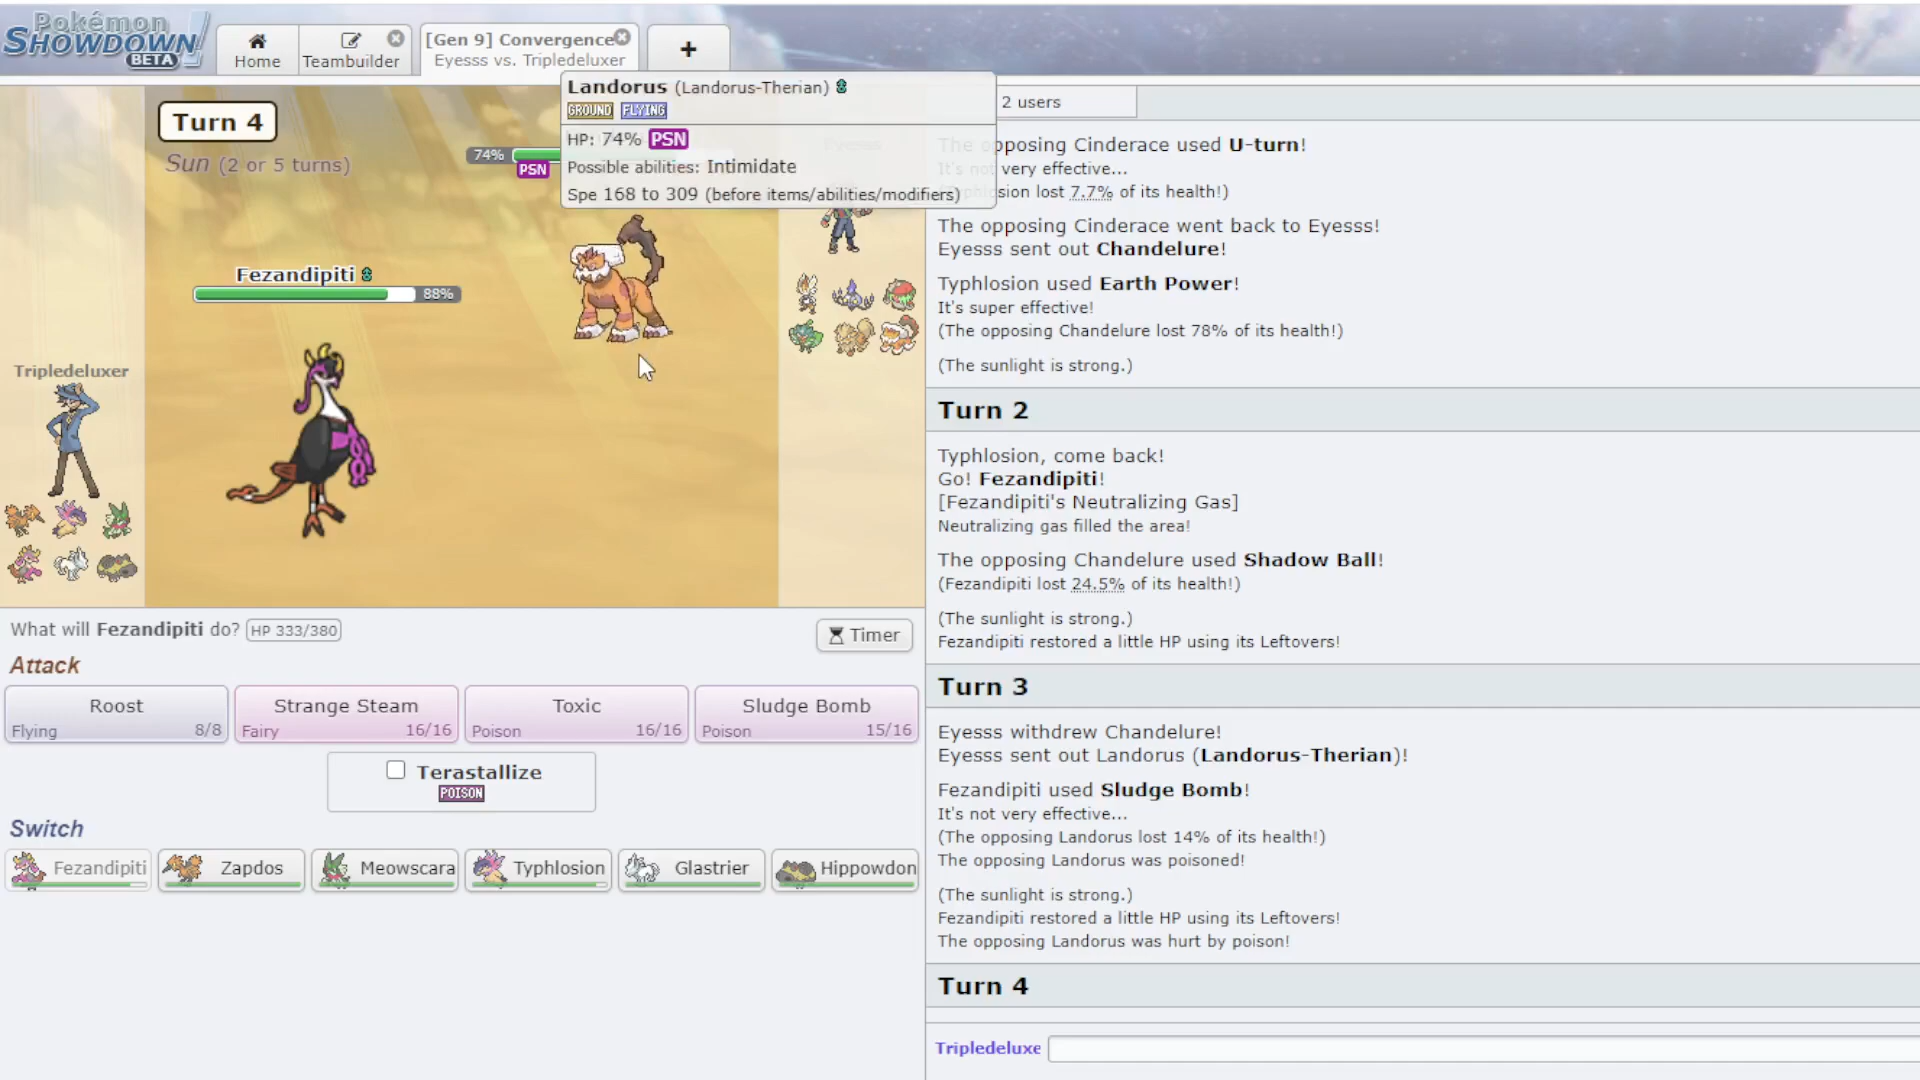 Pokémon
SHOWDOWN!
BETA
Home
Teambuilder
[Gen 9] Convergence
Eyesss vs. Tripledeluxer
+
Landorus (Landorus-Therian)
GROUND FLYING
HP: 74% PSN
Possible abilities: Intimidate
Spe 168 to 309 (before items/abilities/modifiers)
Turn 4
Sun (2 or 5 turns)
74%
PSN
Fezandipiti
88%
Tripledeluxer
2 users
The opposing Cinderace used U-turn!
It's not very effective...
(Typhlosion lost 7.7% of its health!)
The opposing Cinderace went back to Eyesss!
Eyesss sent out Chandelure!
Typhlosion used Earth Power!
It's super effective!
(The opposing Chandelure lost 78% of its health!)
(The sunlight is strong.)
Turn 2
Typhlosion, come back!
Go! Fezandipiti!
[Fezandipiti's Neutralizing Gas]
Neutralizing gas filled the area!
The opposing Chandelure used Shadow Ball!
(Fezandipiti lost 24.5% of its health!)
(The sunlight is strong.)
Fezandipiti restored a little HP using its Leftovers!
Turn 3
Eyesss withdrew Chandelure!
Eyesss sent out Landorus (Landorus-Therian)!
Fezandipiti used Sludge Bomb!
It's not very effective...
(The opposing Landorus lost 14% of its health!)
The opposing Landorus was poisoned!
(The sunlight is strong.)
Fezandipiti restored a little HP using its Leftovers!
The opposing Landorus was hurt by poison!
Turn 4
Tripledeluxe
What will Fezandipiti do? HP 333/380
Timer
Attack
Roost
Flying 8/8
Strange Steam
Fairy 16/16
Toxic
Poison 16/16
Sludge Bomb
Poison 15/16
Terastallize
POISON
Switch
Fezandipiti
Zapdos
Meowscara
Typhlosion
Glastrier
Hippowdon